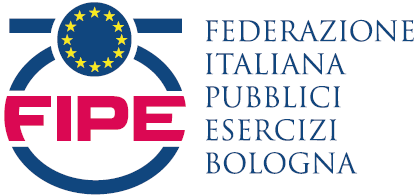 FIPE
FEDERAZIONE
ITALIANA
PUBBLICI
ESERCIZI
BOLOGNA